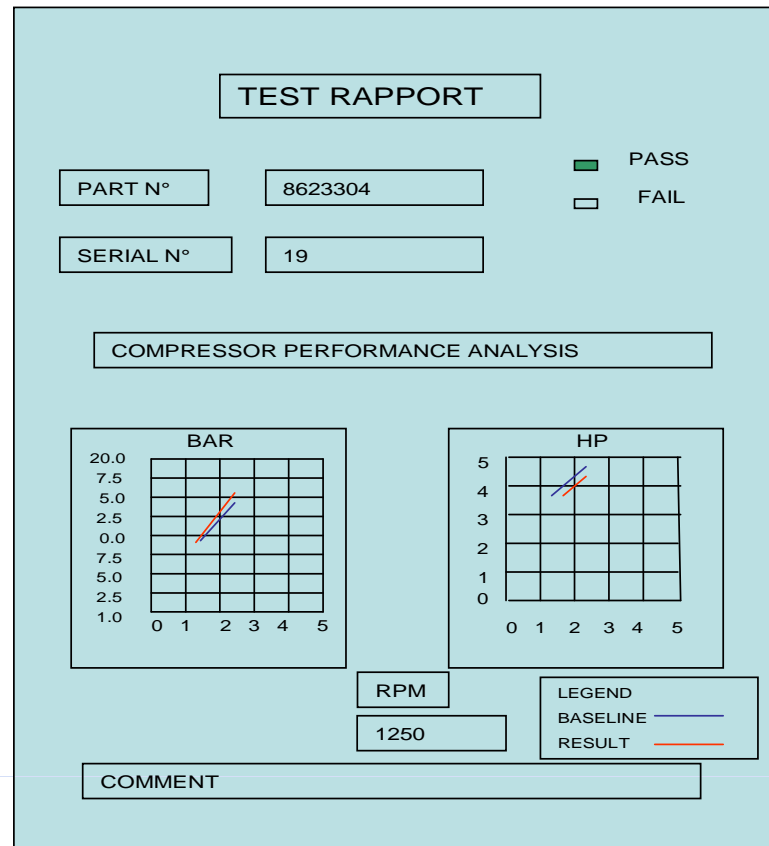 TEST RAPPORT
PASS
PART N° 8623304
FAIL
SERIAL N° 19
COMPRESSOR PERFORMANCE ANALYSIS
BAR
20.0
7.5
5.0
2.5
0.0
7.5
5.0
2.5
1.0
0 1 2 3 4 5
HP
5
4
3
2
1
0
0 1 2 3 4 5
RPM
1250
LEGEND
BASELINE
RESULT
COMMENT